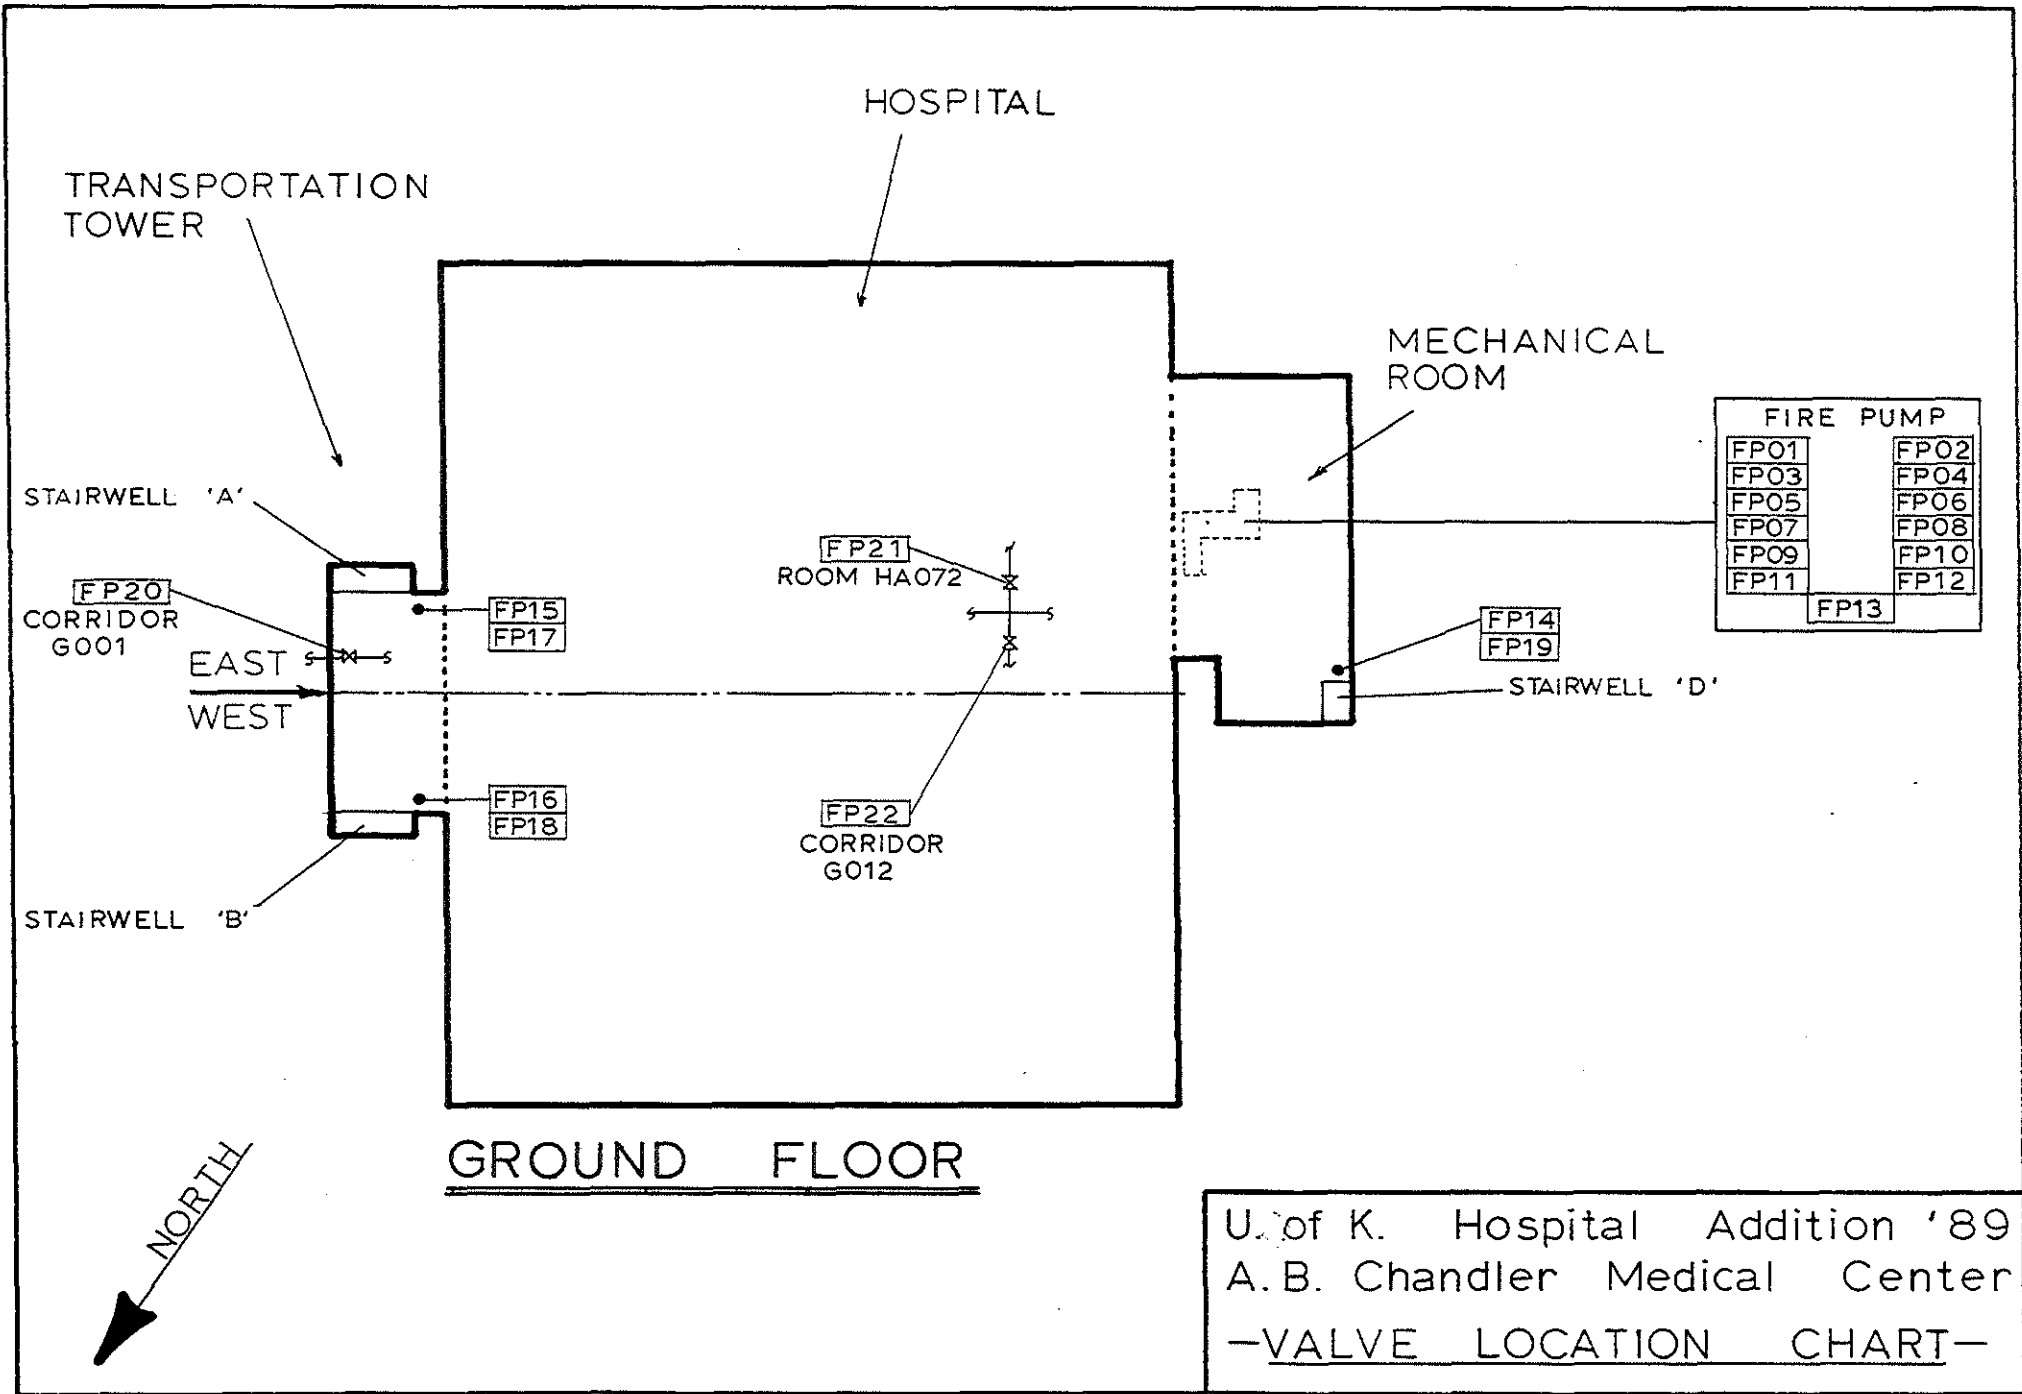 HOSPITAL
TRANSPORTATION
TOWER
MECHANICAL
ROOM
FIRE PUMP
FP01 FP02
FP03 FP04
FP05 FP06
FP07 FP08
FP09 FP10
FP11 FP12
FP13
STAIRWELL 'A'
FP20
CORRIDOR
G001
EAST
WEST
FP15
FP17
FP21
ROOM HA072
FP14
FP19
STAIRWELL 'D'
FP16
FP18
FP22
CORRIDOR
G012
STAIRWELL 'B'
NORTH
GROUND FLOOR
U. of K. Hospital Addition '89
A.B. Chandler Medical Center
—VALVE LOCATION CHART—